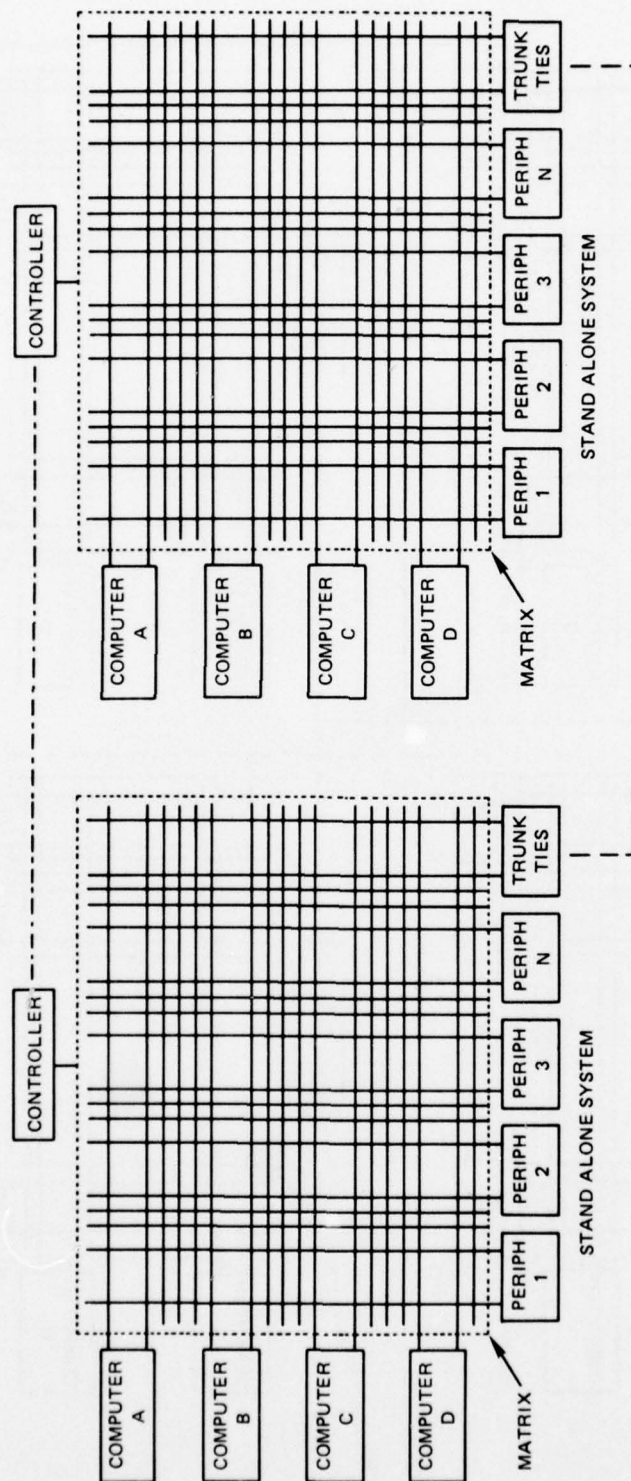 CONTROLLER
COMPUTER
A
COMPUTER
B
COMPUTER
C
COMPUTER
D
MATRIX
PERIPH
1
PERIPH
2
PERIPH
3
PERIPH
N
TRUNK
TIES
STAND ALONE SYSTEM
CONTROLLER
COMPUTER
A
COMPUTER
B
COMPUTER
C
COMPUTER
D
MATRIX
PERIPH
1
PERIPH
2
PERIPH
3
PERIPH
N
TRUNK
TIES
STAND ALONE SYSTEM